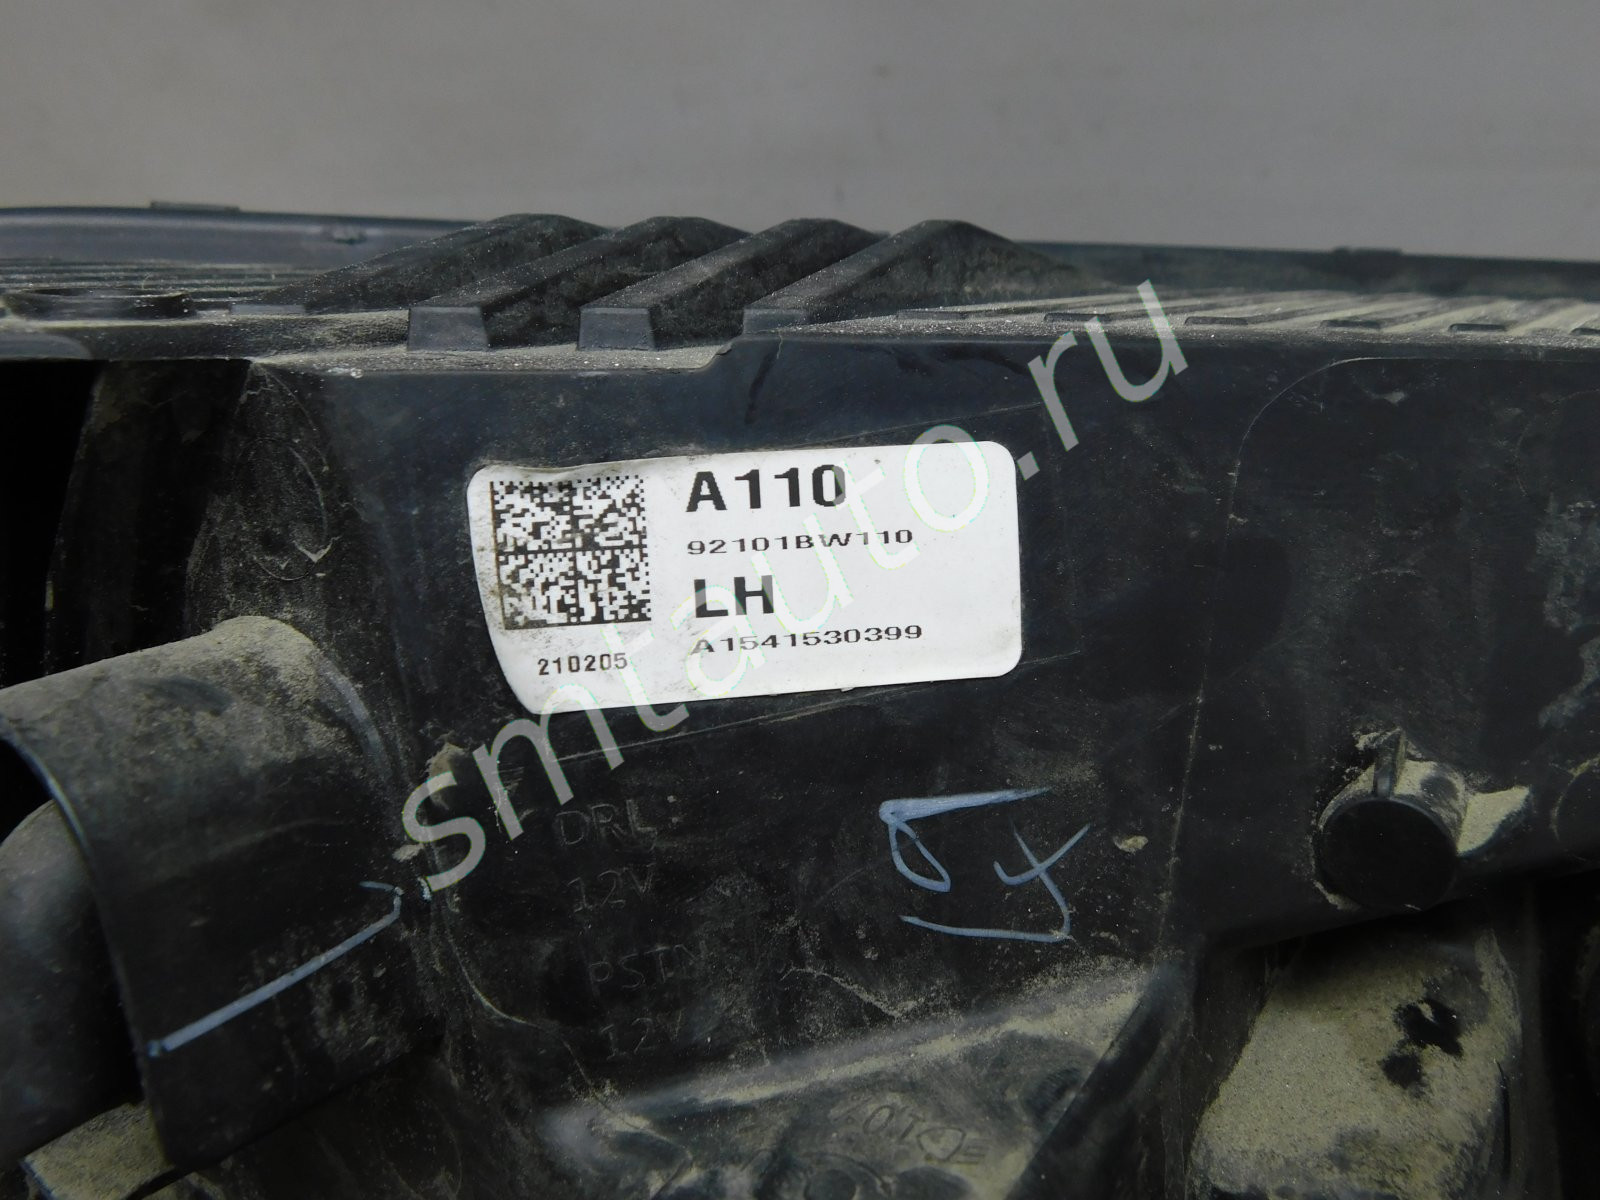 A110
92101BW110
LH
A1541530399
210205
smtauto.ru
DRL
12V
PSTN
12V